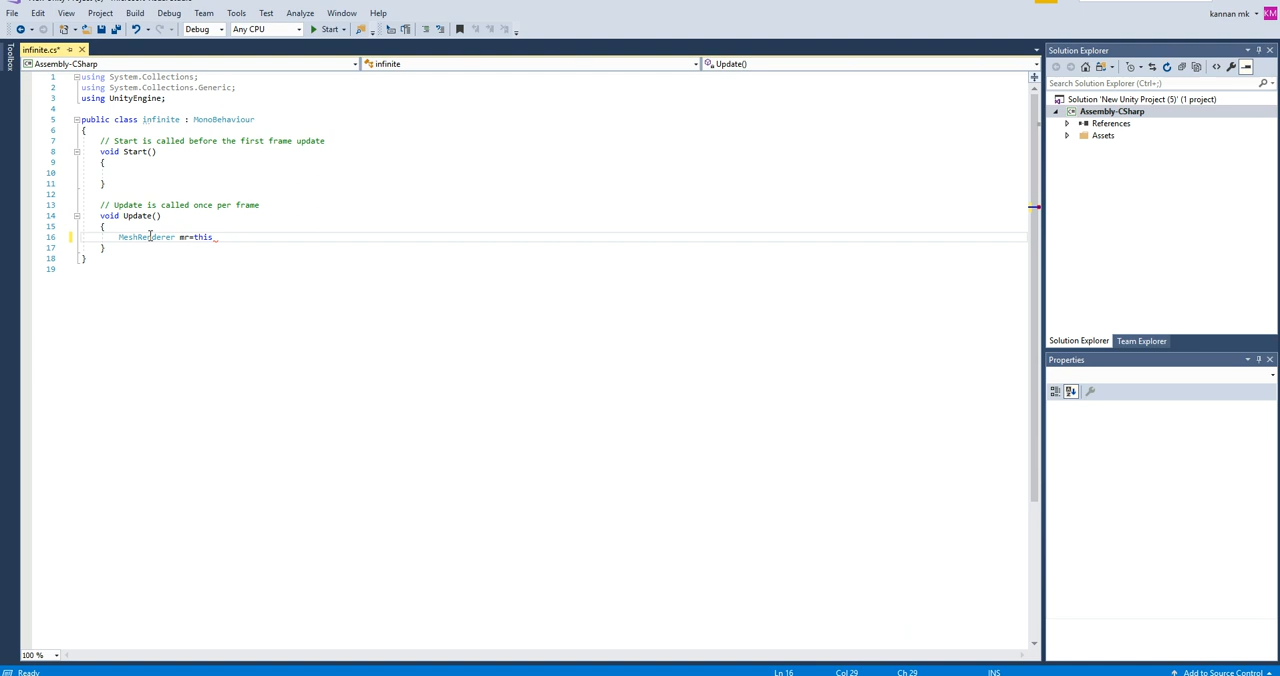 File Edit View Project Build Debug Team Tools Test Analyze Window Help
kannan mk KM
Debug Any CPU Start
Toolbox
infinite.cs*
Assembly-CSharp infinite Update()
1 using System.Collections;
2 using System.Collections.Generic;
3 using UnityEngine;
4
5 public class infinite : MonoBehaviour
6 {
7 // Start is called before the first frame update
8 void Start()
9 {
10
11 }
12
13 // Update is called once per frame
14 void Update()
15 {
16 MeshRenderer mr=this
17 }
18 }
19
100 %
Solution Explorer
Search Solution Explorer (Ctrl+;)
Solution 'New Unity Project (5)' (1 project)
Assembly-CSharp
References
Assets
Solution Explorer Team Explorer
Properties
Ready Ln 16 Col 29 Ch 29 INS Add to Source Control